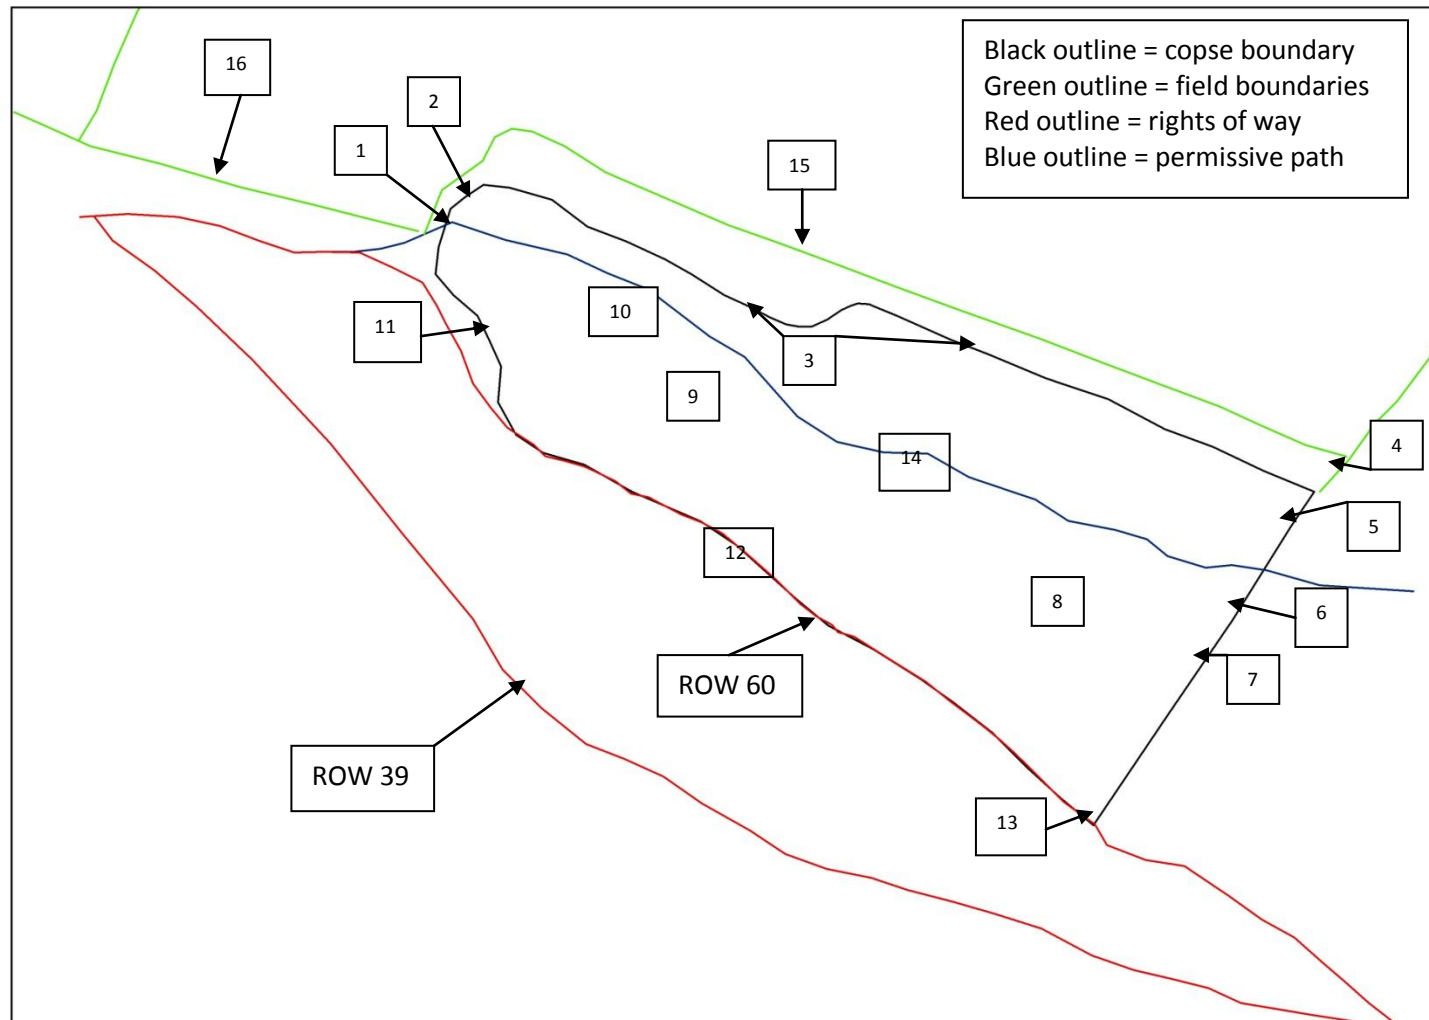 Black outline = copse boundary
Green outline = field boundaries
Red outline = rights of way
Blue outline = permissive path
16
2
1
15
11
10
3
9
4
14
5
12
8
6
ROW 60
7
ROW 39
13